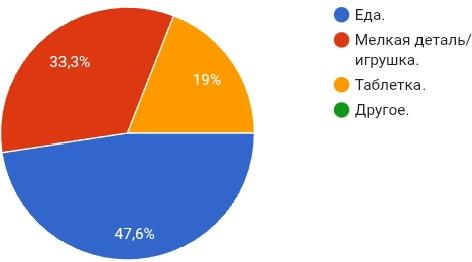 Еда.
Мелкая деталь/
игрушка.
Таблетка.
Другое.
33,3%
19%
47,6%